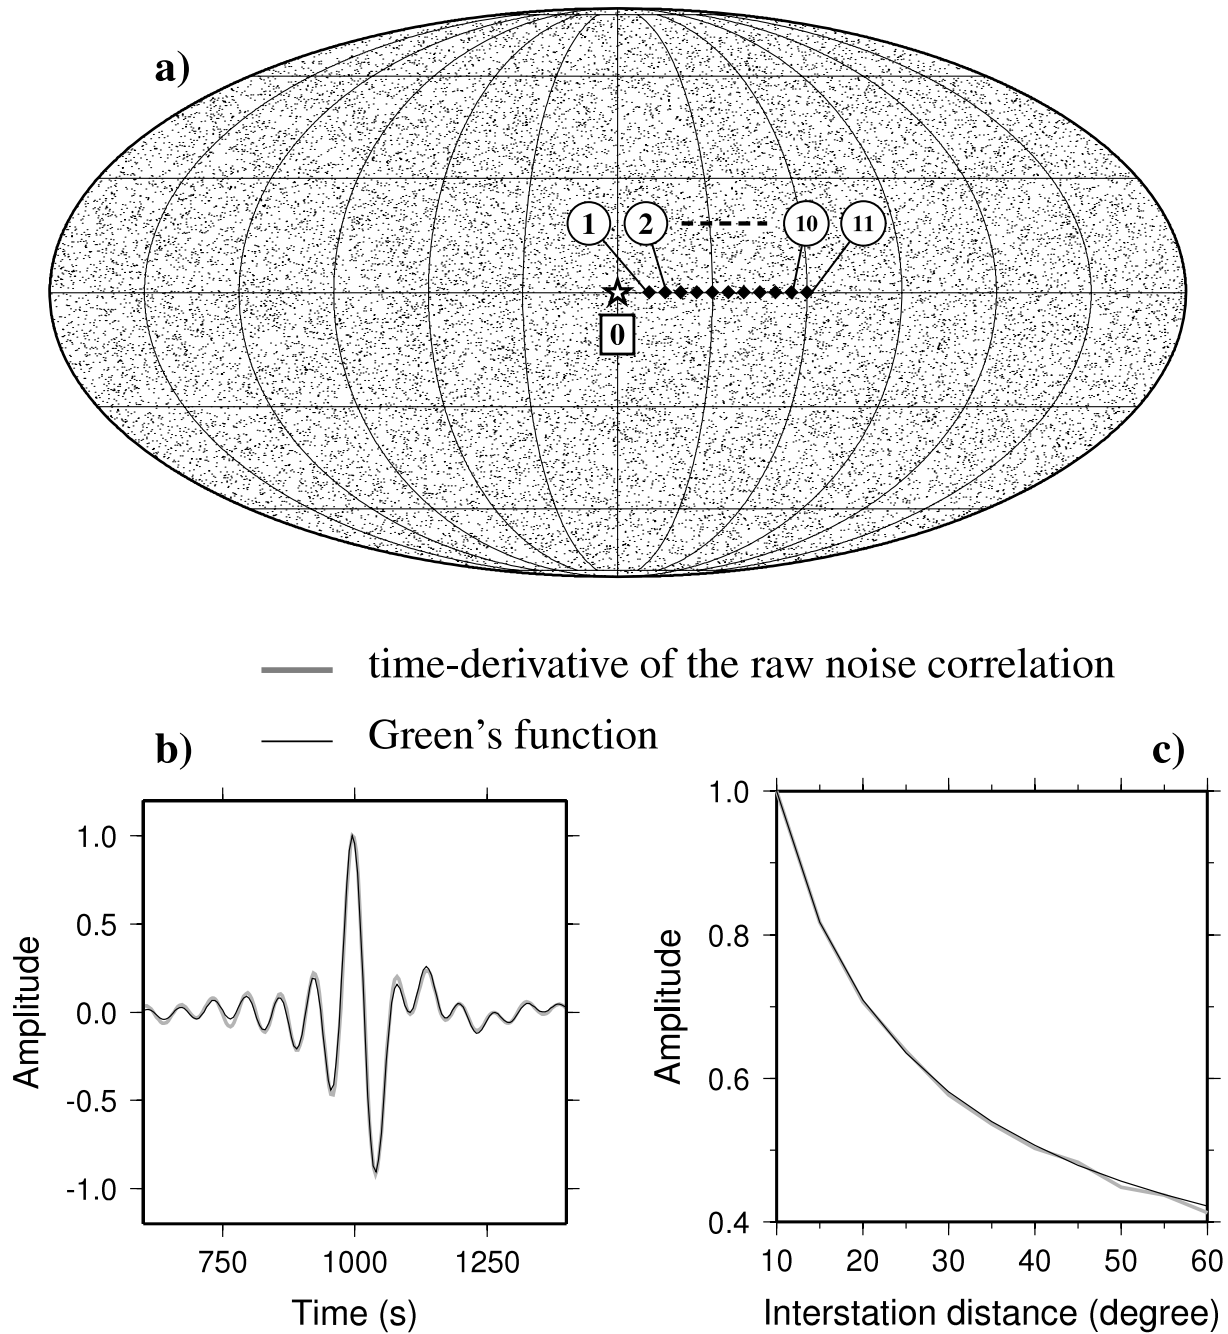 a)
1 2 10 11
0
time-derivative of the raw noise correlation
Green's function
b)
Amplitude
1.0
0.5
0.0
-0.5
-1.0
750 1000 1250
Time (s)
c)
Amplitude
1.0
0.8
0.6
0.4
10 20 30 40 50 60
Interstation distance (degree)